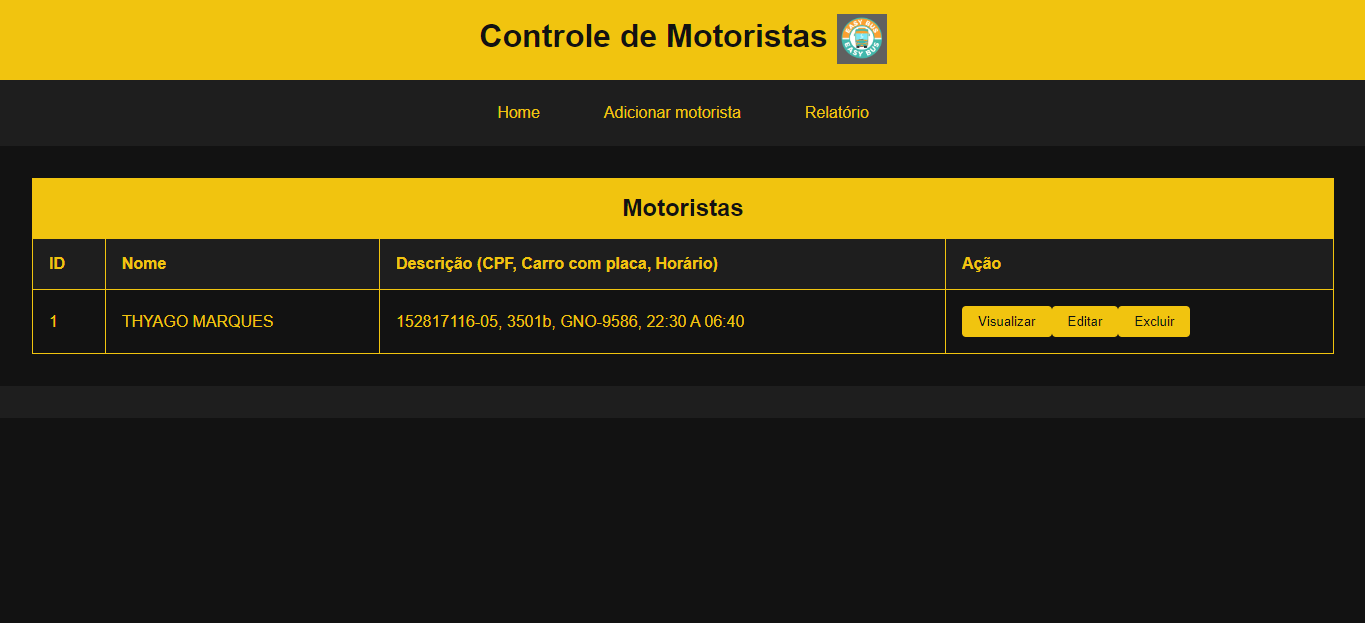 Controle de Motoristas
EASY BUS
EASY BUS
Home Adicionar motorista Relatório
Motoristas
ID Nome Descrição (CPF, Carro com placa, Horário) Ação
1 THYAGO MARQUES 152817116-05, 3501b, GNO-9586, 22:30 A 06:40 Visualizar Editar Excluir